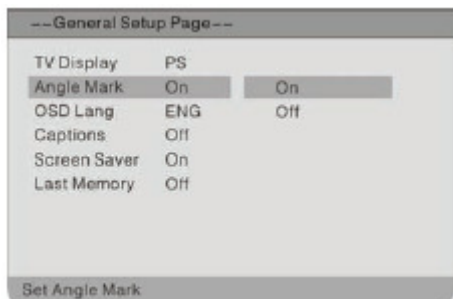 --General Setup Page--
TV Display PS
Angle Mark On On
OSD Lang ENG Off
Captions Off
Screen Saver On
Last Memory Off
Set Angle Mark